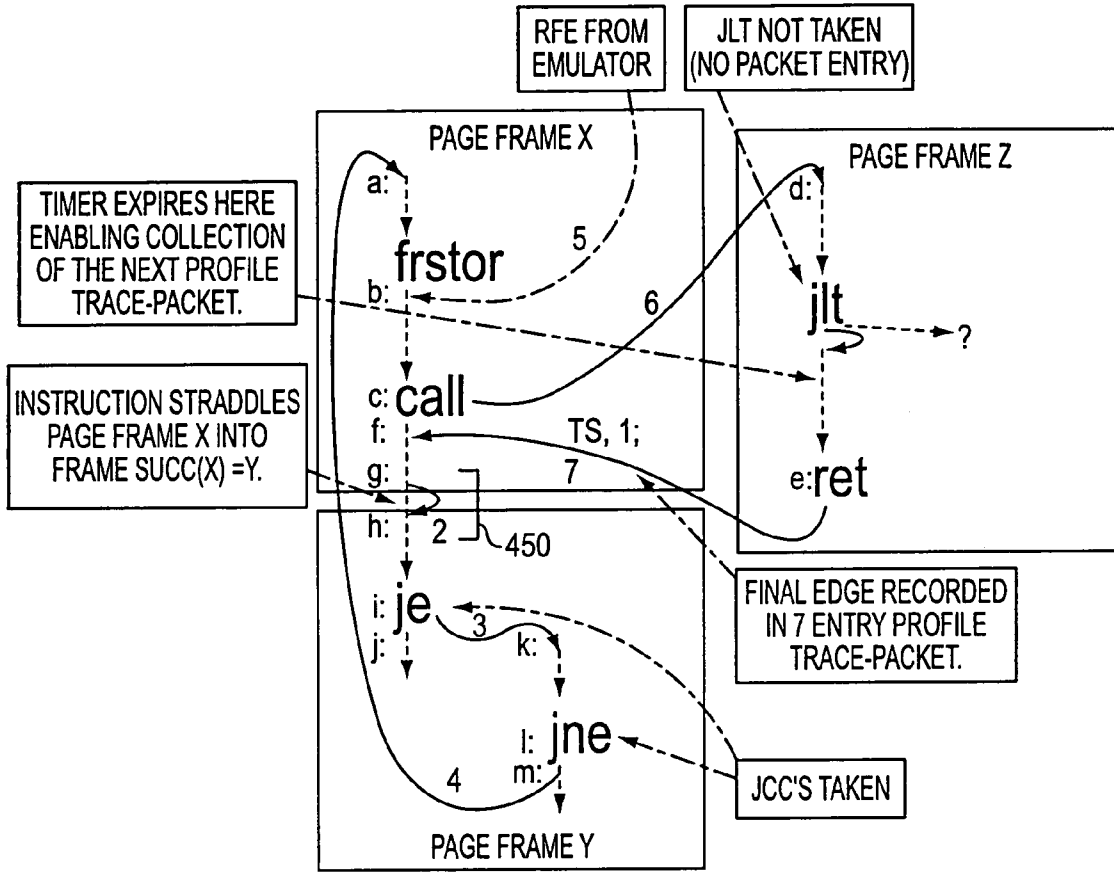 RFE FROM
EMULATOR
JLT NOT TAKEN
(NO PACKET ENTRY)
PAGE FRAME X
PAGE FRAME Z
TIMER EXPIRES HERE
ENABLING COLLECTION
OF THE NEXT PROFILE
TRACE-PACKET.
a:
frstor
5
b:
6
d:
jlt
?
INSTRUCTION STRADDLES
PAGE FRAME X INTO
FRAME SUCC(X) =Y.
c: call
f:
TS, 1;
7
g:
e: ret
h:
2
450
FINAL EDGE RECORDED
IN 7 ENTRY PROFILE
TRACE-PACKET.
i: je
3
j:
k:
l: jne
m:
4
JCC'S TAKEN
PAGE FRAME Y